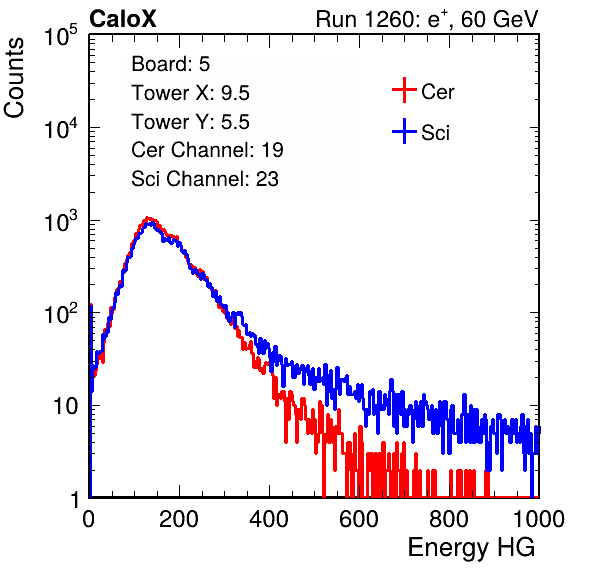 CaloX Run 1260: e⁺, 60 GeV
Counts
Board: 5
Tower X: 9.5
Tower Y: 5.5
Cer Channel: 19
Sci Channel: 23
Cer
Sci
10⁵
10⁴
10³
10²
10
1
0 200 400 600 800 1000
Energy HG